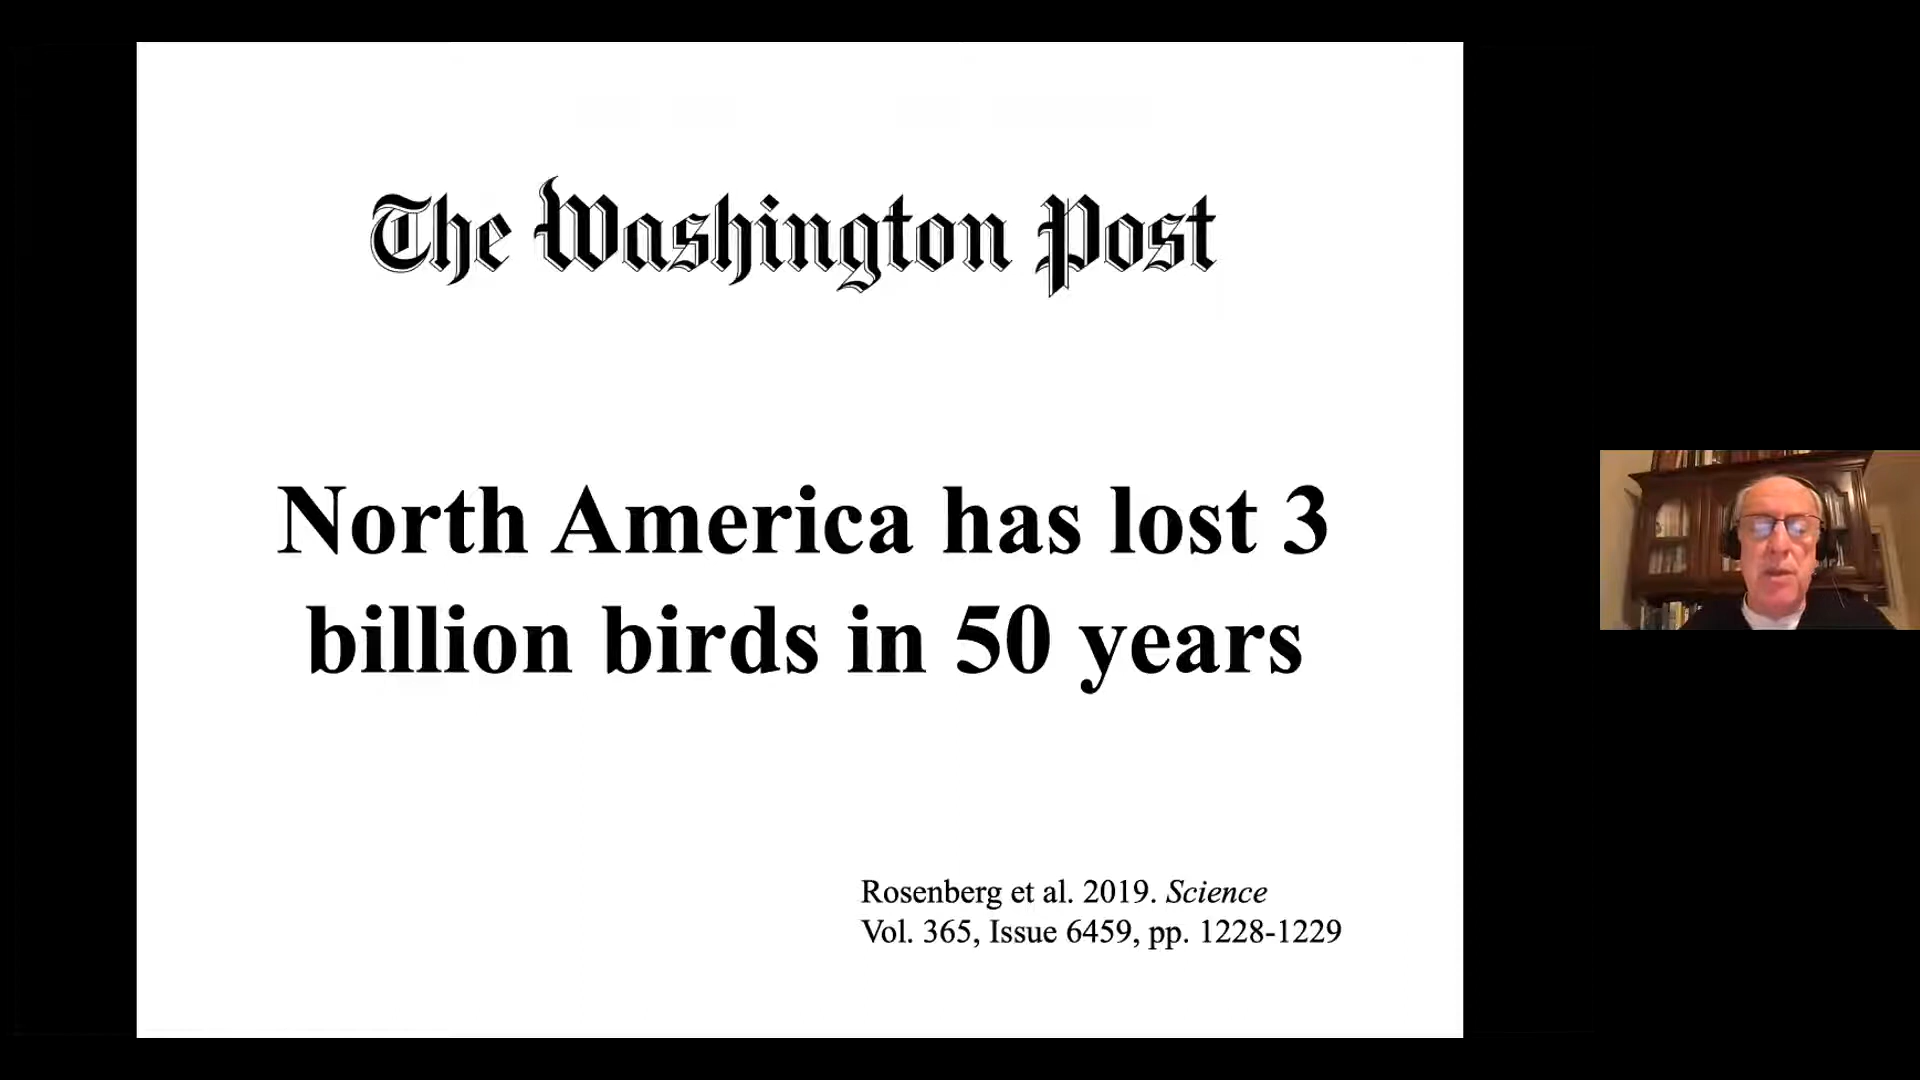 The Washington Post
North America has lost 3
billion birds in 50 years
Rosenberg et al. 2019. Science
Vol. 365, Issue 6459, pp. 1228-1229